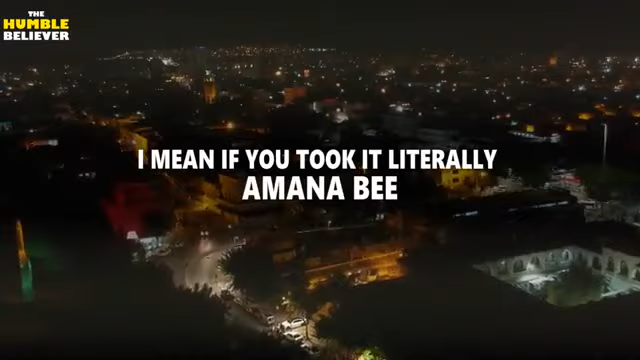 THE
HUMBLE
BELIEVER
I MEAN IF YOU TOOK IT LITERALLY
AMANA BEE